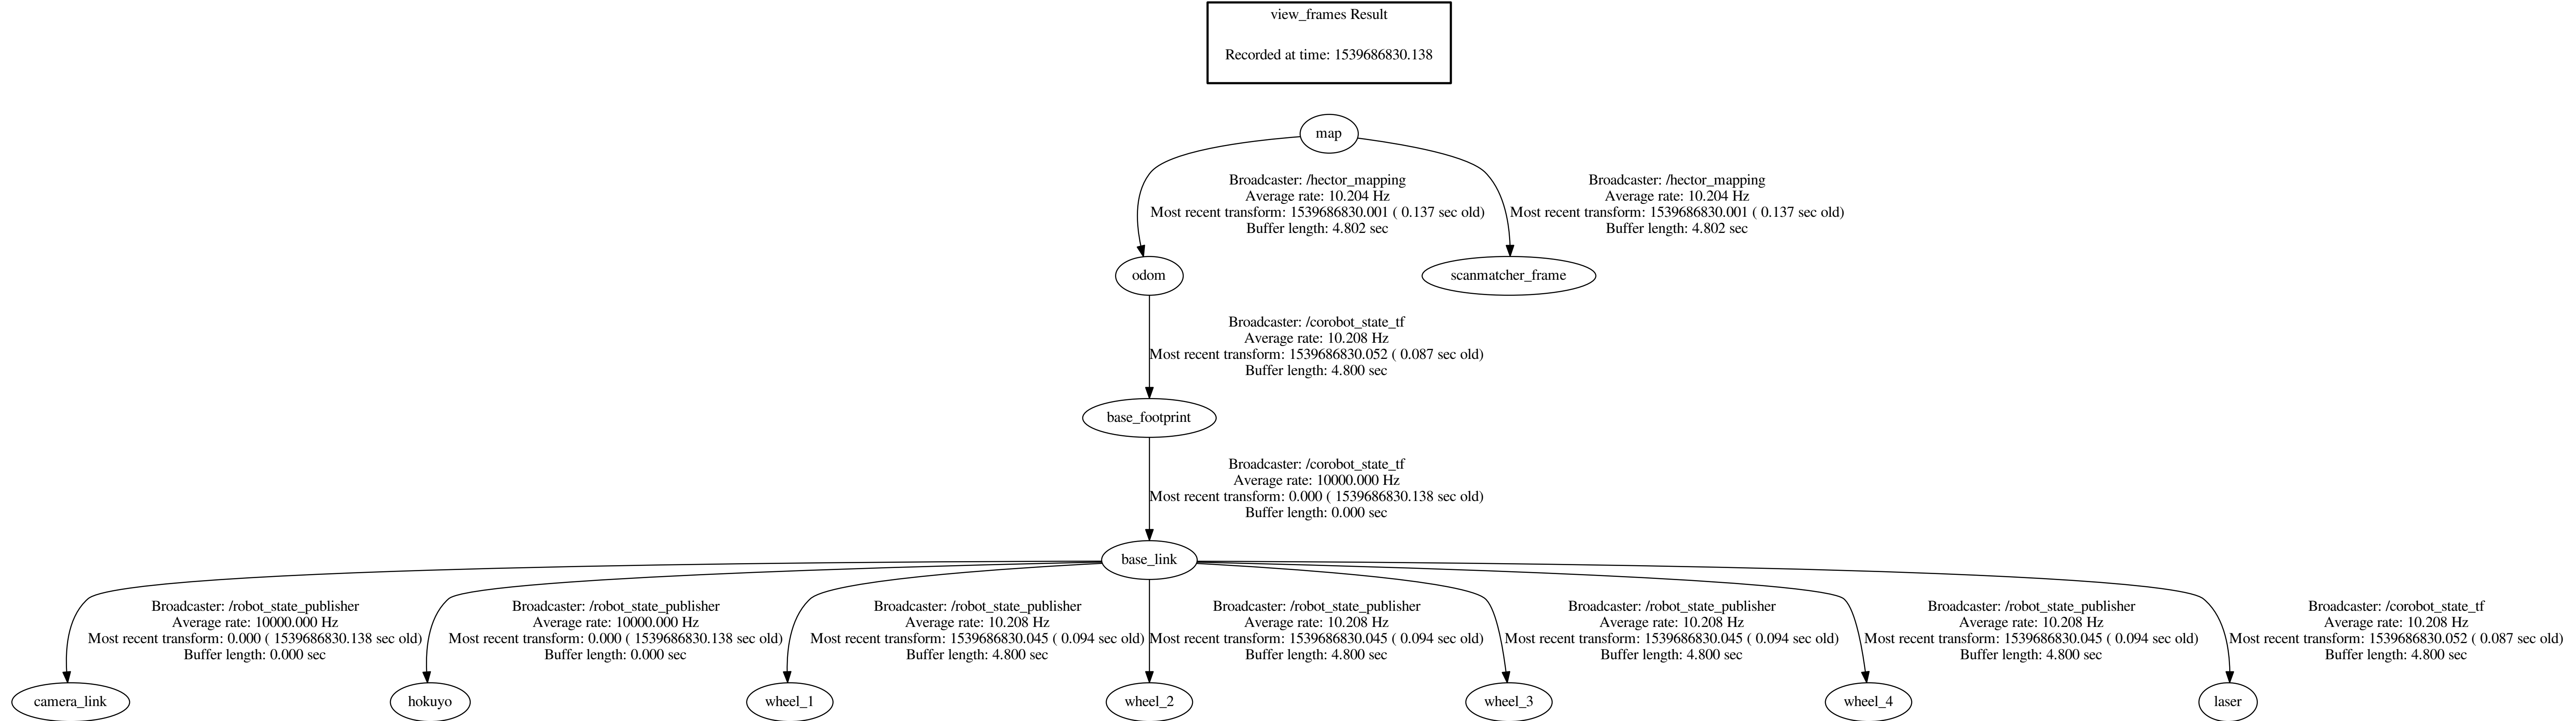 view_frames Result
Recorded at time: 1539686830.138
map
Broadcaster: /hector_mapping
Average rate: 10.204 Hz
Most recent transform: 1539686830.001 ( 0.137 sec old)
Buffer length: 4.802 sec
Broadcaster: /hector_mapping
Average rate: 10.204 Hz
Most recent transform: 1539686830.001 ( 0.137 sec old)
Buffer length: 4.802 sec
odom
scanmatcher_frame
Broadcaster: /corobot_state_tf
Average rate: 10.208 Hz
Most recent transform: 1539686830.052 ( 0.087 sec old)
Buffer length: 4.800 sec
base_footprint
Broadcaster: /corobot_state_tf
Average rate: 10000.000 Hz
Most recent transform: 0.000 ( 1539686830.138 sec old)
Buffer length: 0.000 sec
base_link
Broadcaster: /robot_state_publisher
Average rate: 10000.000 Hz
Most recent transform: 0.000 ( 1539686830.138 sec old)
Buffer length: 0.000 sec
Broadcaster: /robot_state_publisher
Average rate: 10000.000 Hz
Most recent transform: 0.000 ( 1539686830.138 sec old)
Buffer length: 0.000 sec
Broadcaster: /robot_state_publisher
Average rate: 10.208 Hz
Most recent transform: 1539686830.045 ( 0.094 sec old)
Buffer length: 4.800 sec
Broadcaster: /robot_state_publisher
Average rate: 10.208 Hz
Most recent transform: 1539686830.045 ( 0.094 sec old)
Buffer length: 4.800 sec
Broadcaster: /robot_state_publisher
Average rate: 10.208 Hz
Most recent transform: 1539686830.045 ( 0.094 sec old)
Buffer length: 4.800 sec
Broadcaster: /robot_state_publisher
Average rate: 10.208 Hz
Most recent transform: 1539686830.045 ( 0.094 sec old)
Buffer length: 4.800 sec
Broadcaster: /corobot_state_tf
Average rate: 10.208 Hz
Most recent transform: 1539686830.052 ( 0.087 sec old)
Buffer length: 4.800 sec
camera_link
hokuyo
wheel_1
wheel_2
wheel_3
wheel_4
laser